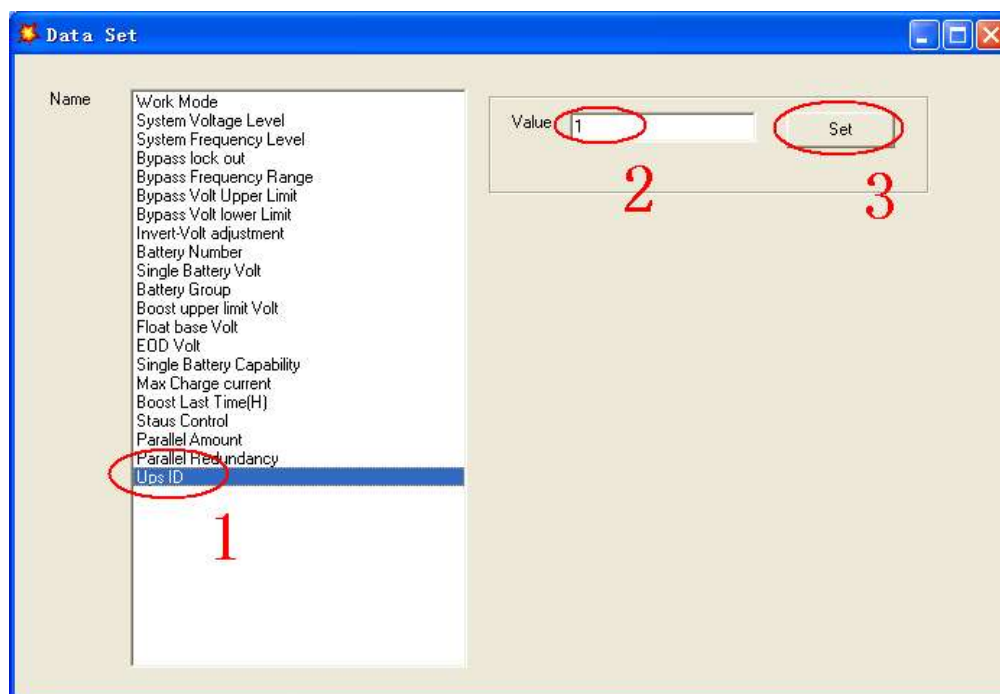 Data Set
Name
Work Mode
System Voltage Level
System Frequency Level
Bypass lock out
Bypass Frequency Range
Bypass Volt Upper Limit
Bypass Volt lower Limit
Invert-Volt adjustment
Battery Number
Single Battery Volt
Battery Group
Boost upper limit Volt
Float base Volt
EOD Volt
Single Battery Capability
Max Charge current
Boost Last Time(H)
Staus Control
Parallel Amount
Parallel Redundancy
Ups ID
1
Value 1 Set
2
3